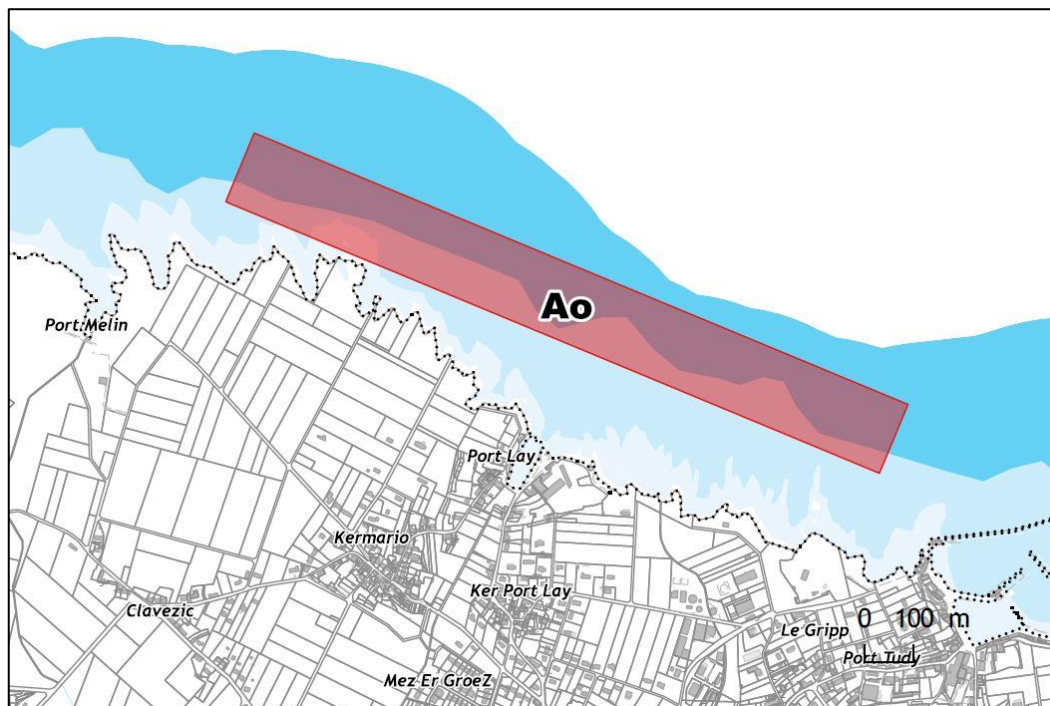 Ao
Port Melin
Port Lay
Kermario
Ker Port Lay
Clavezic
0 100 m
Le Gripp
Port Tudy
Mez Er GroeZ